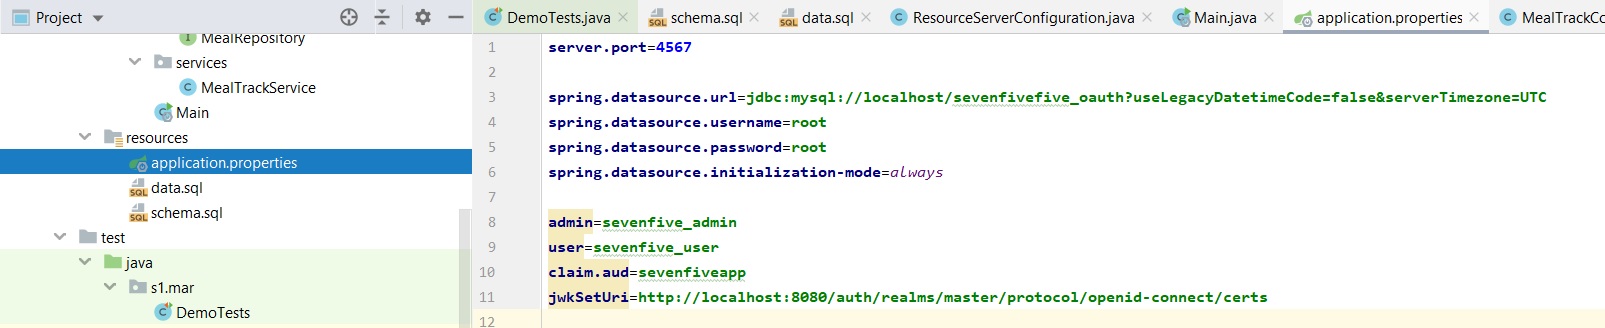 Project
DemoTests.java
schema.sql
data.sql
ResourceServerConfiguration.java
Main.java
application.properties
MealTrackCo
MealRepository
services
MealTrackService
Main
resources
application.properties
data.sql
schema.sql
test
java
s1.mar
DemoTests
1 server.port=4567
2
3 spring.datasource.url=jdbc:mysql://localhost/sevenfivefive_oauth?useLegacyDatetimeCode=false&serverTimezone=UTC
4 spring.datasource.username=root
5 spring.datasource.password=root
6 spring.datasource.initialization-mode=always
7
8 admin=sevenfive_admin
9 user=sevenfive_user
10 claim.aud=sevenfiveapp
11 jwkSetUri=http://localhost:8080/auth/realms/master/protocol/openid-connect/certs
12